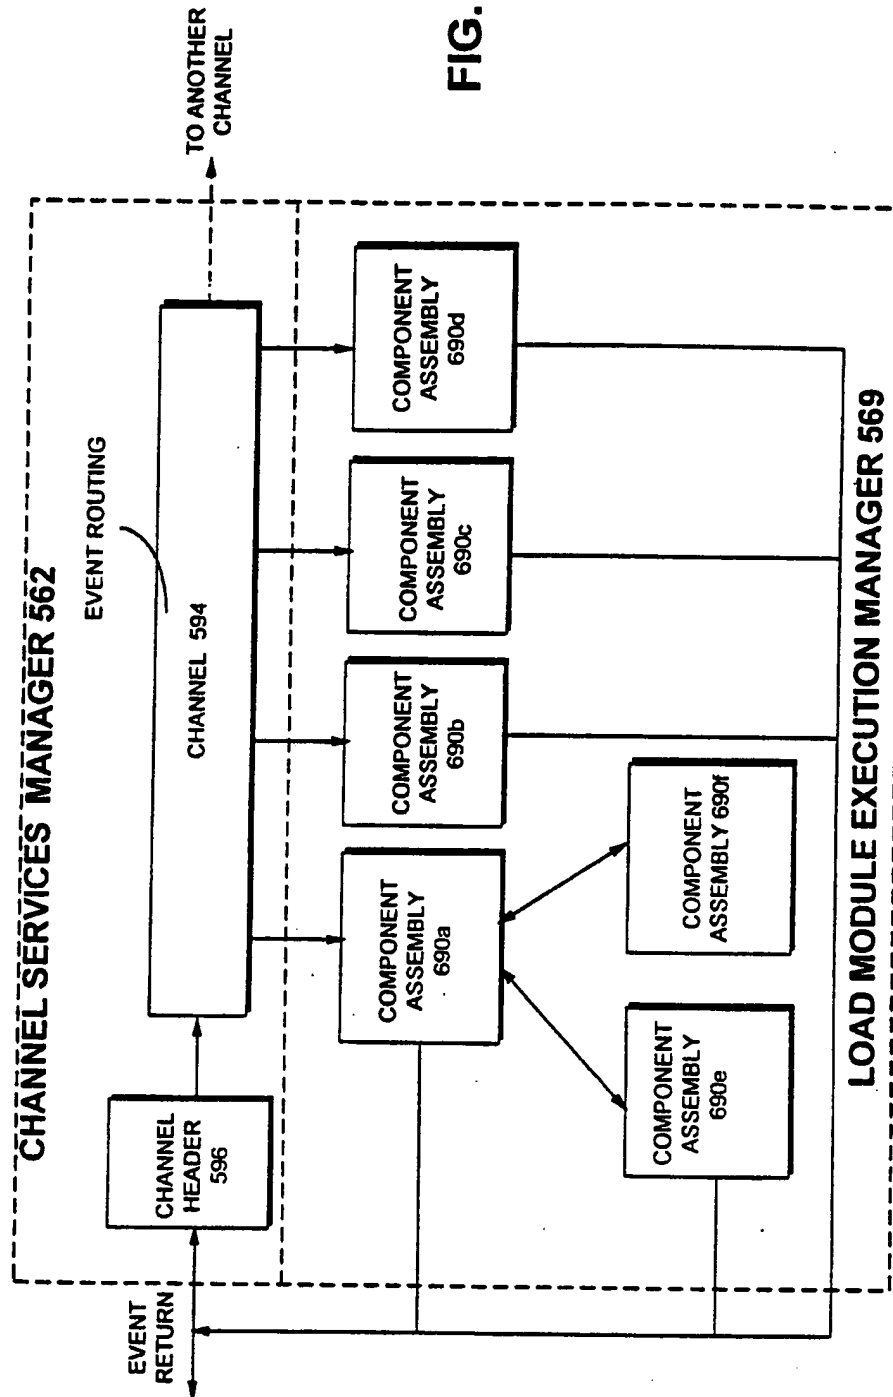 CHANNEL SERVICES MANAGER 562
EVENT ROUTING
TO ANOTHER
CHANNEL
EVENT
RETURN
CHANNEL
HEADER
596
CHANNEL 594
FIG.
COMPONENT
ASSEMBLY
690a
COMPONENT
ASSEMBLY
690b
COMPONENT
ASSEMBLY
690c
COMPONENT
ASSEMBLY
690d
COMPONENT
ASSEMBLY
690e
COMPONENT
ASSEMBLY 690f
LOAD MODULE EXECUTION MANAGER 569